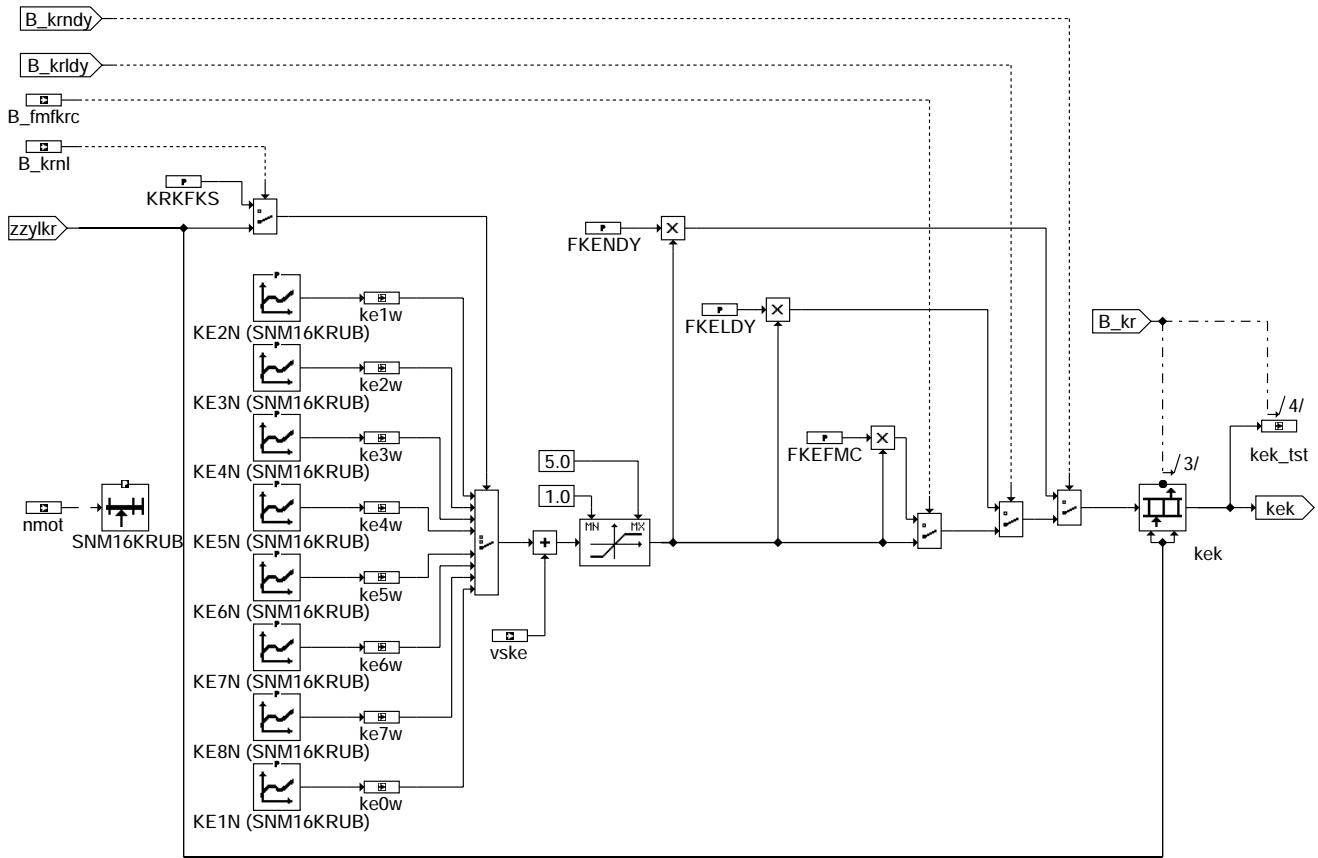 B_krndy
B_krldy
B_fmfkrc
B_krnl
P
KRKFKS
zzylkr
P
FKENDY
P
ke1w
KE2N (SNM16KRUB)
P
FKELDY
B_kr
P
ke2w
KE3N (SNM16KRUB)
/4/
kek_tst
P
ke3w
KE4N (SNM16KRUB)
P
FKEFMC
5.0
/3/
1.0
nmot
SNM16KRUB
P
ke4w
KE5N (SNM16KRUB)
MN MX
kek
kek
P
ke5w
KE6N (SNM16KRUB)
vske
P
ke6w
KE7N (SNM16KRUB)
P
ke7w
KE8N (SNM16KRUB)
P
ke0w
KE1N (SNM16KRUB)